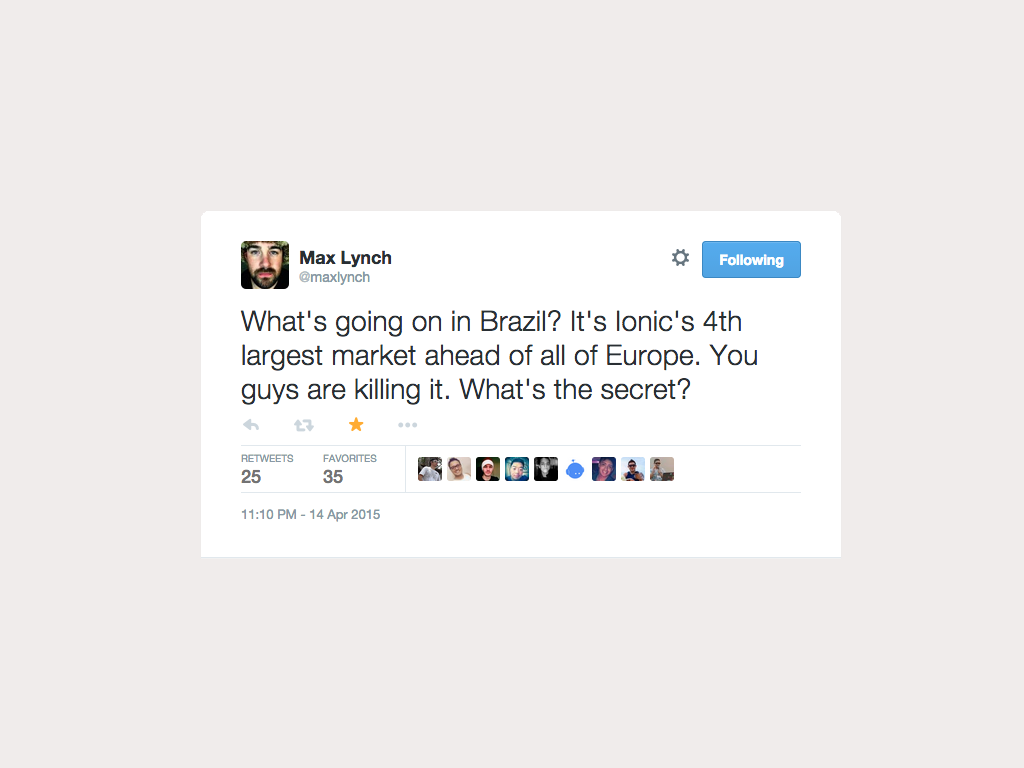 Max Lynch
@maxlynch
Following
What's going on in Brazil? It's Ionic's 4th
largest market ahead of all of Europe. You
guys are killing it. What's the secret?
RETWEETS FAVORITES
25 35
11:10 PM - 14 Apr 2015